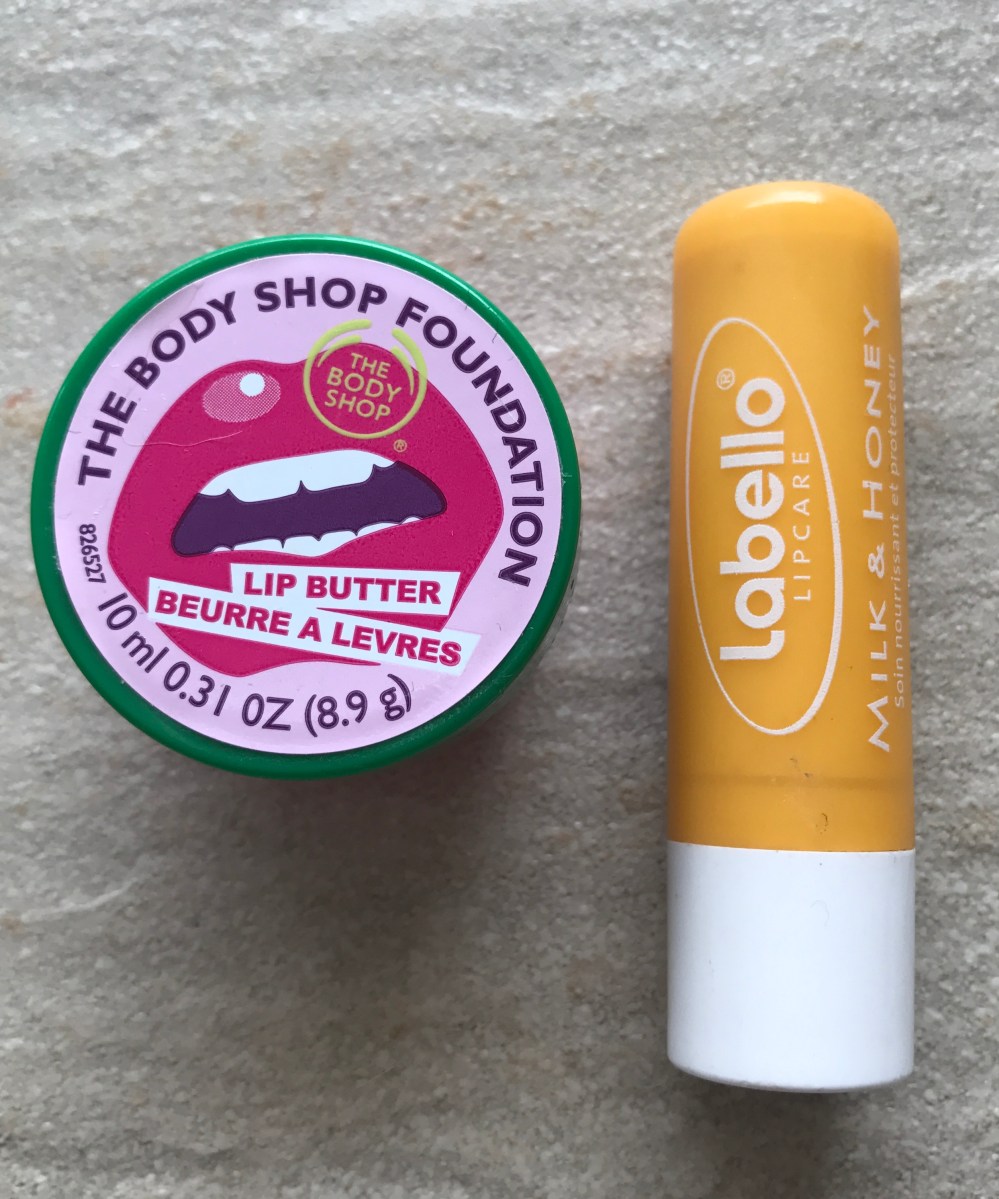 THE BODY SHOP FOUNDATION
THE
BODY
SHOP
®
LIP BUTTER
BEURRE A LEVRES
826527
10 ml 0.31 OZ (8.9 g)
Labello®
LIPCARE
MILK & HONEY
Soin nourrissant et protecteur